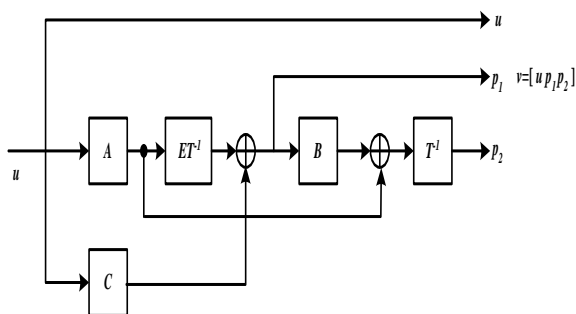 u
p₁ v=[ u p₁ p₂ ]
A ET⁻¹ B T⁻¹ p₂
u
C